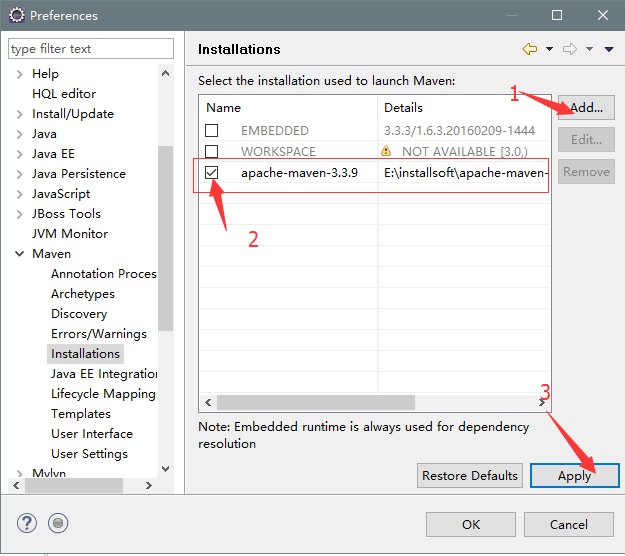 Preferences
type filter text
Help
HQL editor
Install/Update
Java
Java EE
Java Persistence
JavaScript
JBoss Tools
JVM Monitor
Maven
Annotation Proces
Archetypes
Discovery
Errors/Warnings
Installations
Java EE Integration
Lifecycle Mapping
Templates
User Interface
User Settings
Mylyn
Installations
Select the installation used to launch Maven:
Name Details
EMBEDDED 3.3.3/1.6.3.20160209-1444
WORKSPACE NOT AVAILABLE [3.0,)
apache-maven-3.3.9 E:\installsoft\apache-maven-
1
2
3
Add...
Edit...
Remove
Note: Embedded runtime is always used for dependency
resolution
Restore Defaults Apply
OK Cancel